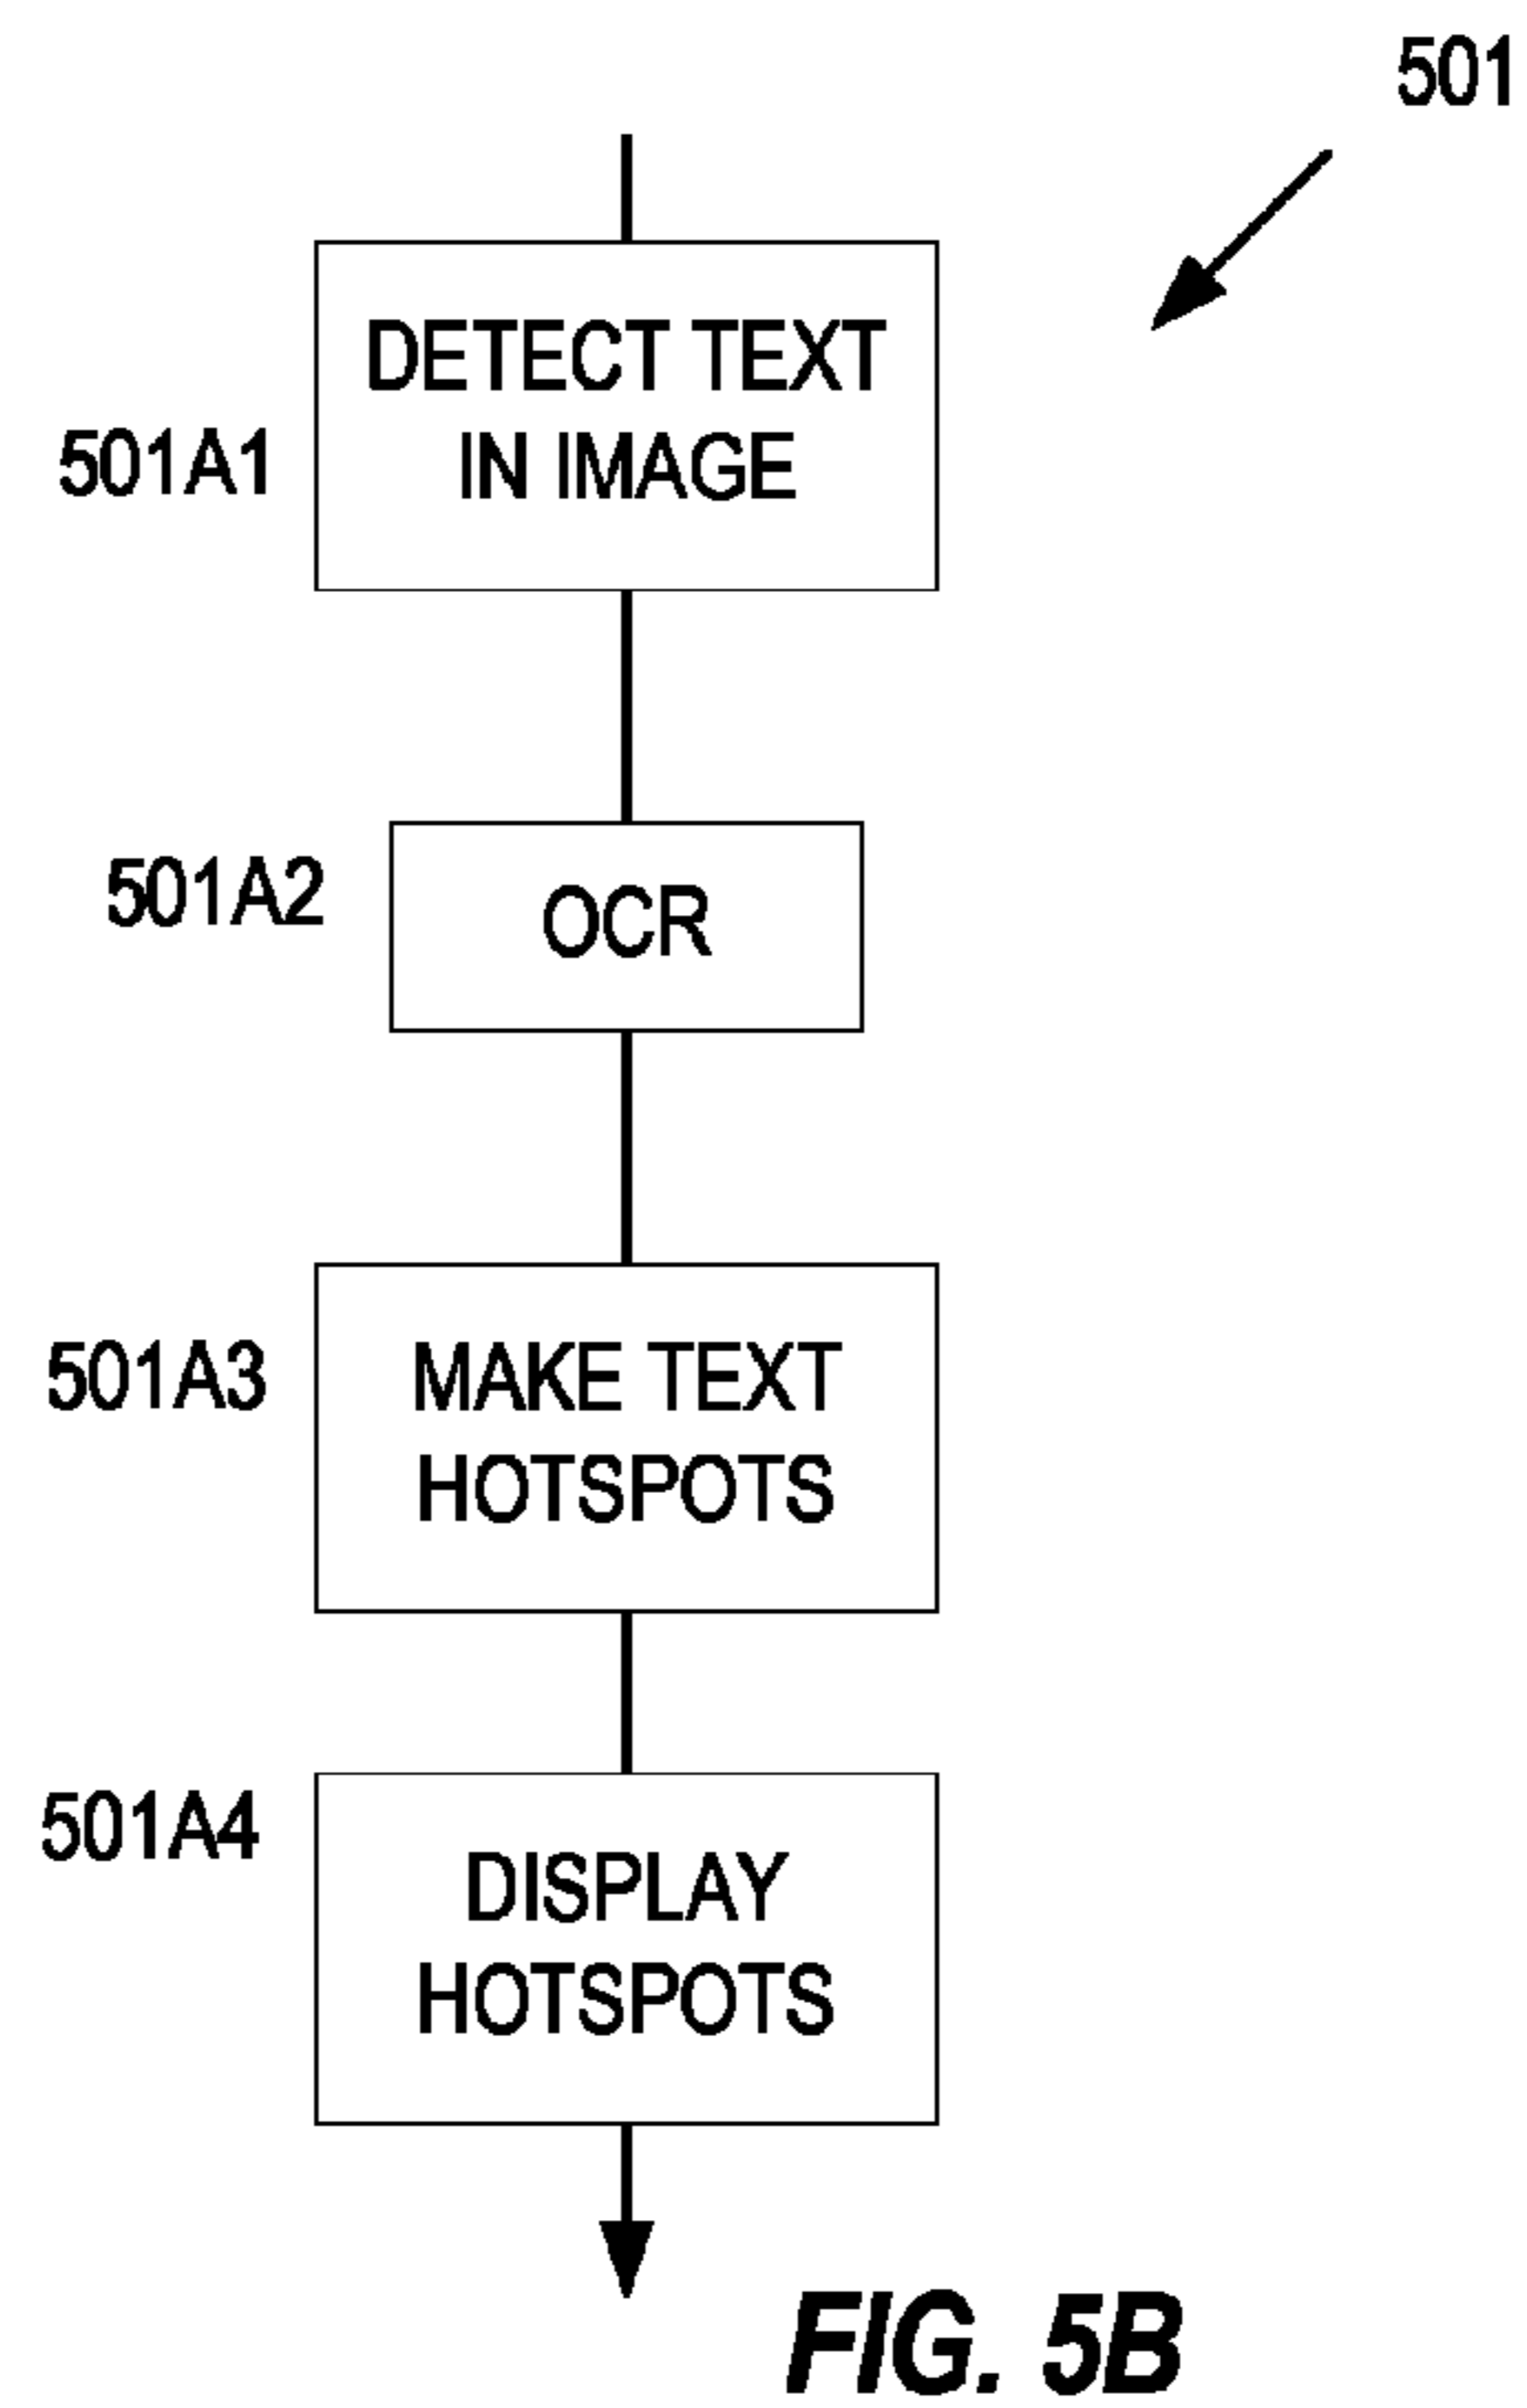 501
DETECT TEXT
IN IMAGE
501A1
501A2
OCR
501A3
MAKE TEXT
HOTSPOTS
501A4
DISPLAY
HOTSPOTS
FIG. 5B